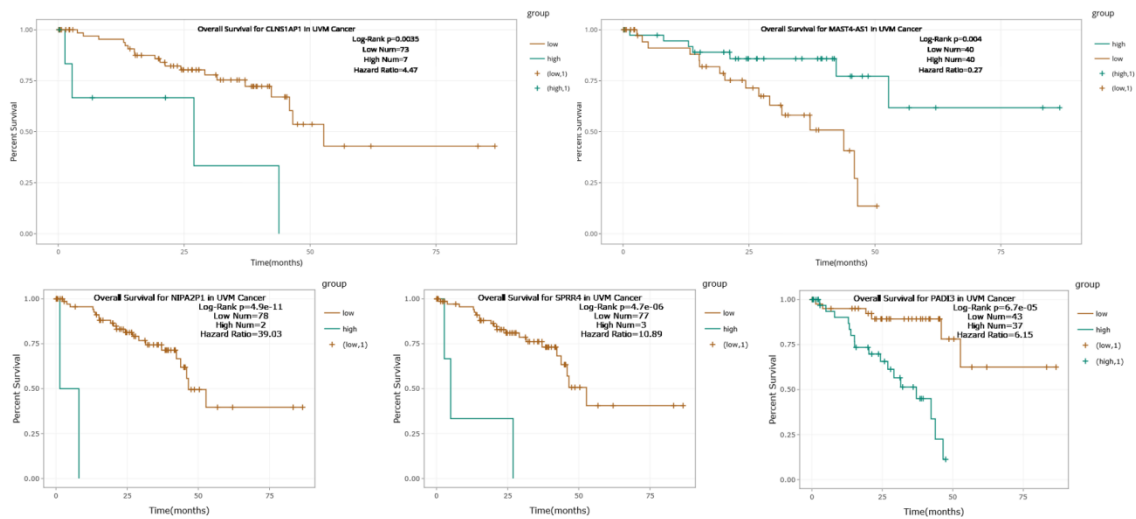 Overall Survival for CLNS1AP1 in UVM Cancer
Log-Rank p=0.0035
Low Num=73
High Num=7
Hazard Ratio=4.47
group
low
high
(low,1)
(high,1)
Percent Survival
1.00
0.75
0.50
0.25
0.00
0
25
50
75
Time(months)
Overall Survival for MAST4-AS1 in UVM Cancer
Log-Rank p=0.004
Low Num=40
High Num=40
Hazard Ratio=0.27
group
high
low
(high,1)
(low,1)
Percent Survival
1.00
0.75
0.50
0.25
0.00
0
25
50
75
Time(months)
Overall Survival for NIPA2P1 in UVM Cancer
Log-Rank p=4.9e-11
Low Num=78
High Num=2
Hazard Ratio=39.03
group
low
high
(low,1)
Percent Survival
1.00
0.75
0.50
0.25
0.00
0
25
50
75
Time(months)
Overall Survival for SPRR4 in UVM Cancer
Log-Rank p=4.7e-06
Low Num=77
High Num=3
Hazard Ratio=10.89
group
low
high
(low,1)
Percent Survival
1.00
0.75
0.50
0.25
0.00
0
25
50
75
Time(months)
Overall Survival for PADI3 in UVM Cancer
Log-Rank p=6.7e-05
Low Num=43
High Num=37
Hazard Ratio=6.15
group
low
high
(low,1)
(high,1)
Percent Survival
1.00
0.75
0.50
0.25
0.00
0
25
50
75
Time(months)